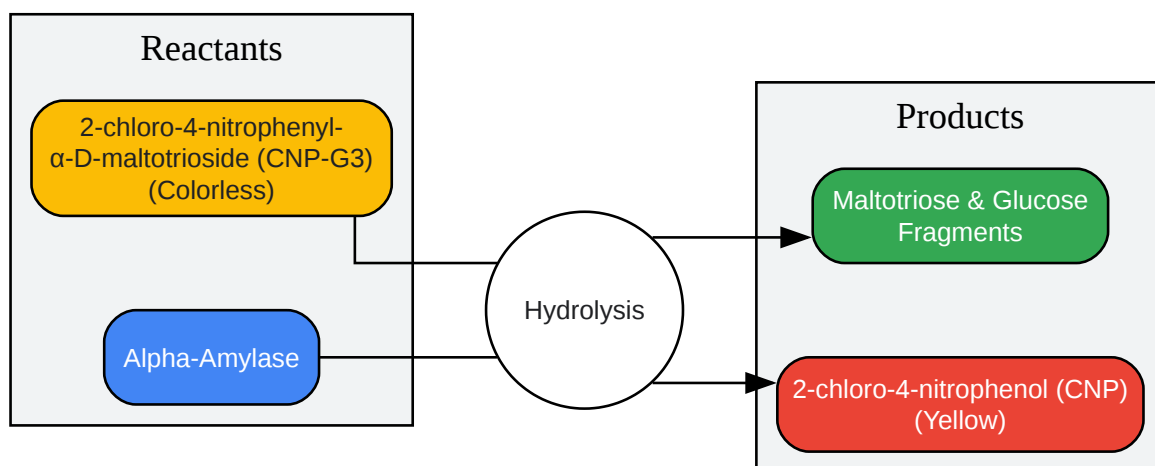 Reactants
2-chloro-4-nitrophenyl-
α-D-maltotrioside (CNP-G3)
(Colorless)
Alpha-Amylase
Hydrolysis
Products
Maltotriose & Glucose
Fragments
2-chloro-4-nitrophenol (CNP)
(Yellow)